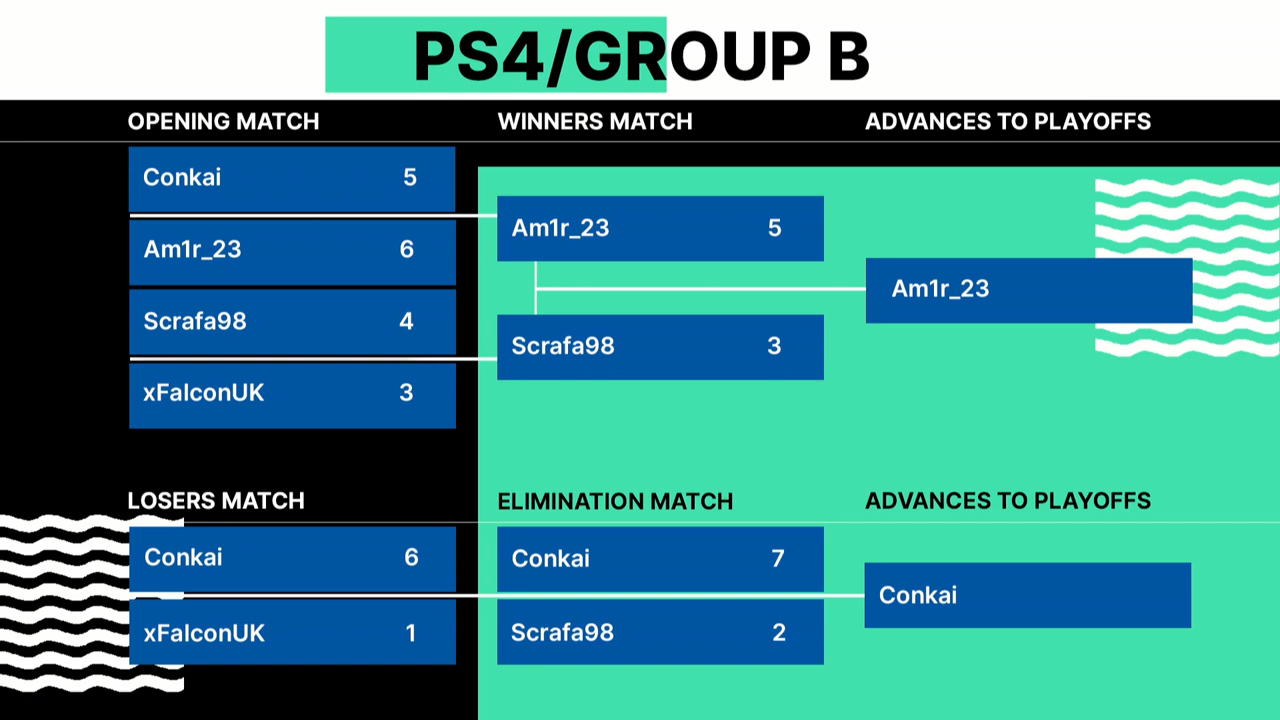 PS4/GROUP B
OPENING MATCH
Conkai 5
Am1r_23 6
Scrafa98 4
xFalconUK 3
WINNERS MATCH
Am1r_23 5
Scrafa98 3
ADVANCES TO PLAYOFFS
Am1r_23
LOSERS MATCH
Conkai 6
xFalconUK 1
ELIMINATION MATCH
Conkai 7
Scrafa98 2
ADVANCES TO PLAYOFFS
Conkai